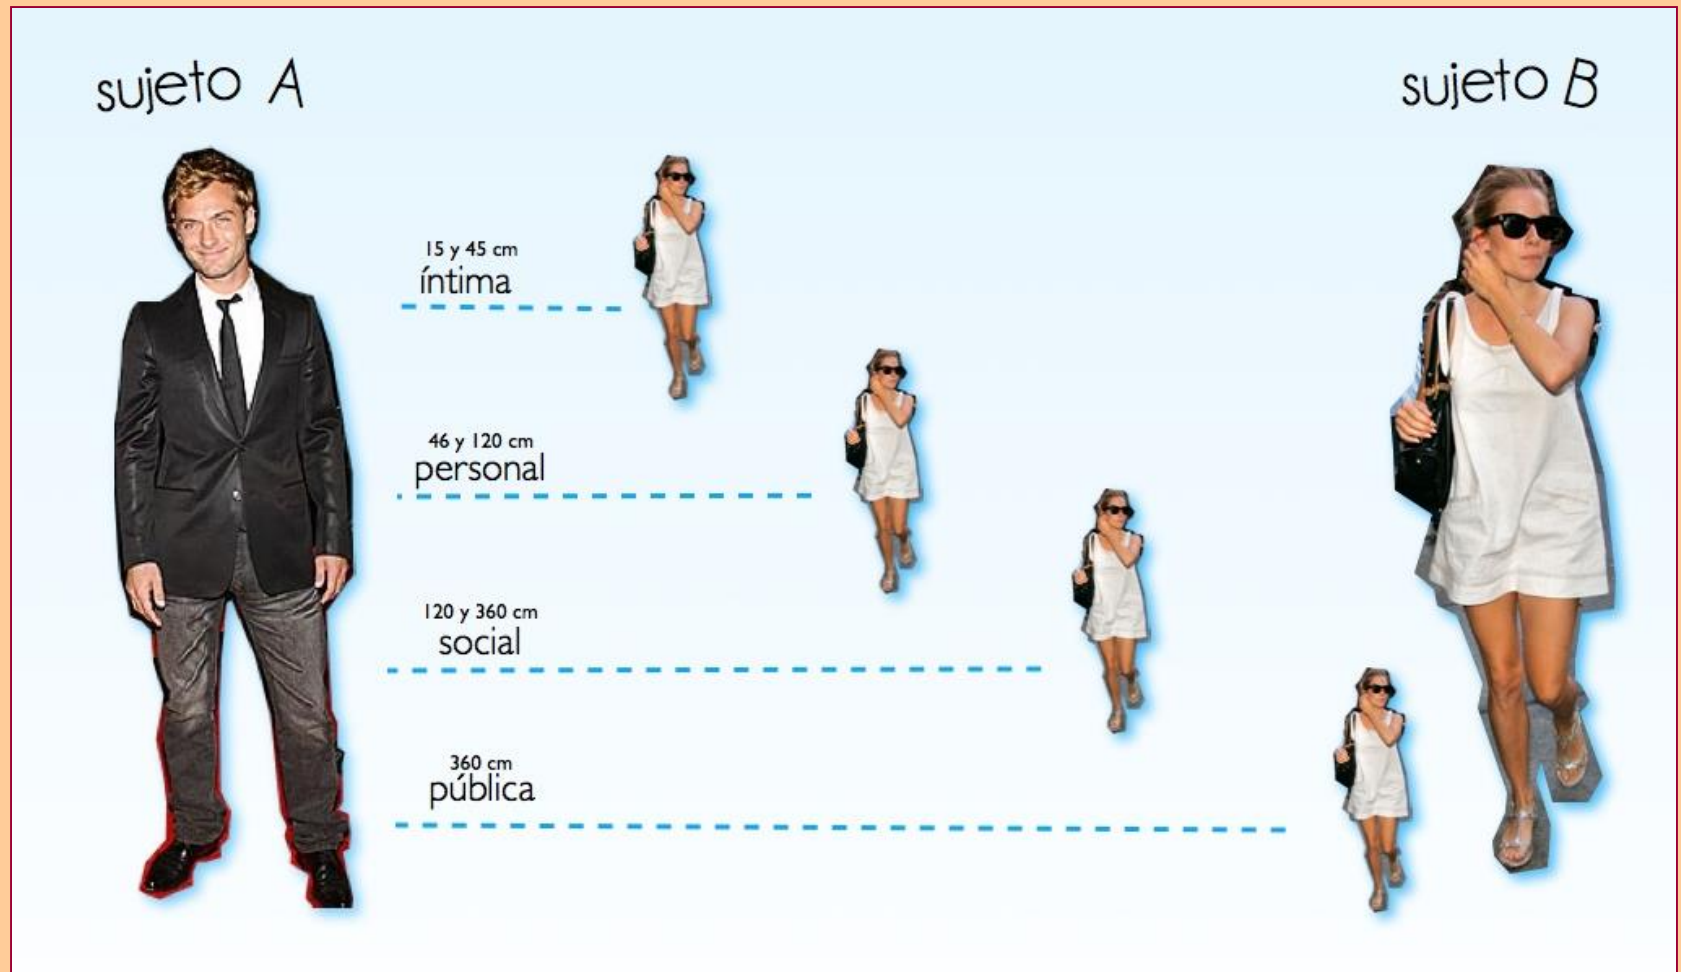 sujeto A
sujeto B
15 y 45 cm
íntima
46 y 120 cm
personal
120 y 360 cm
social
360 cm
pública